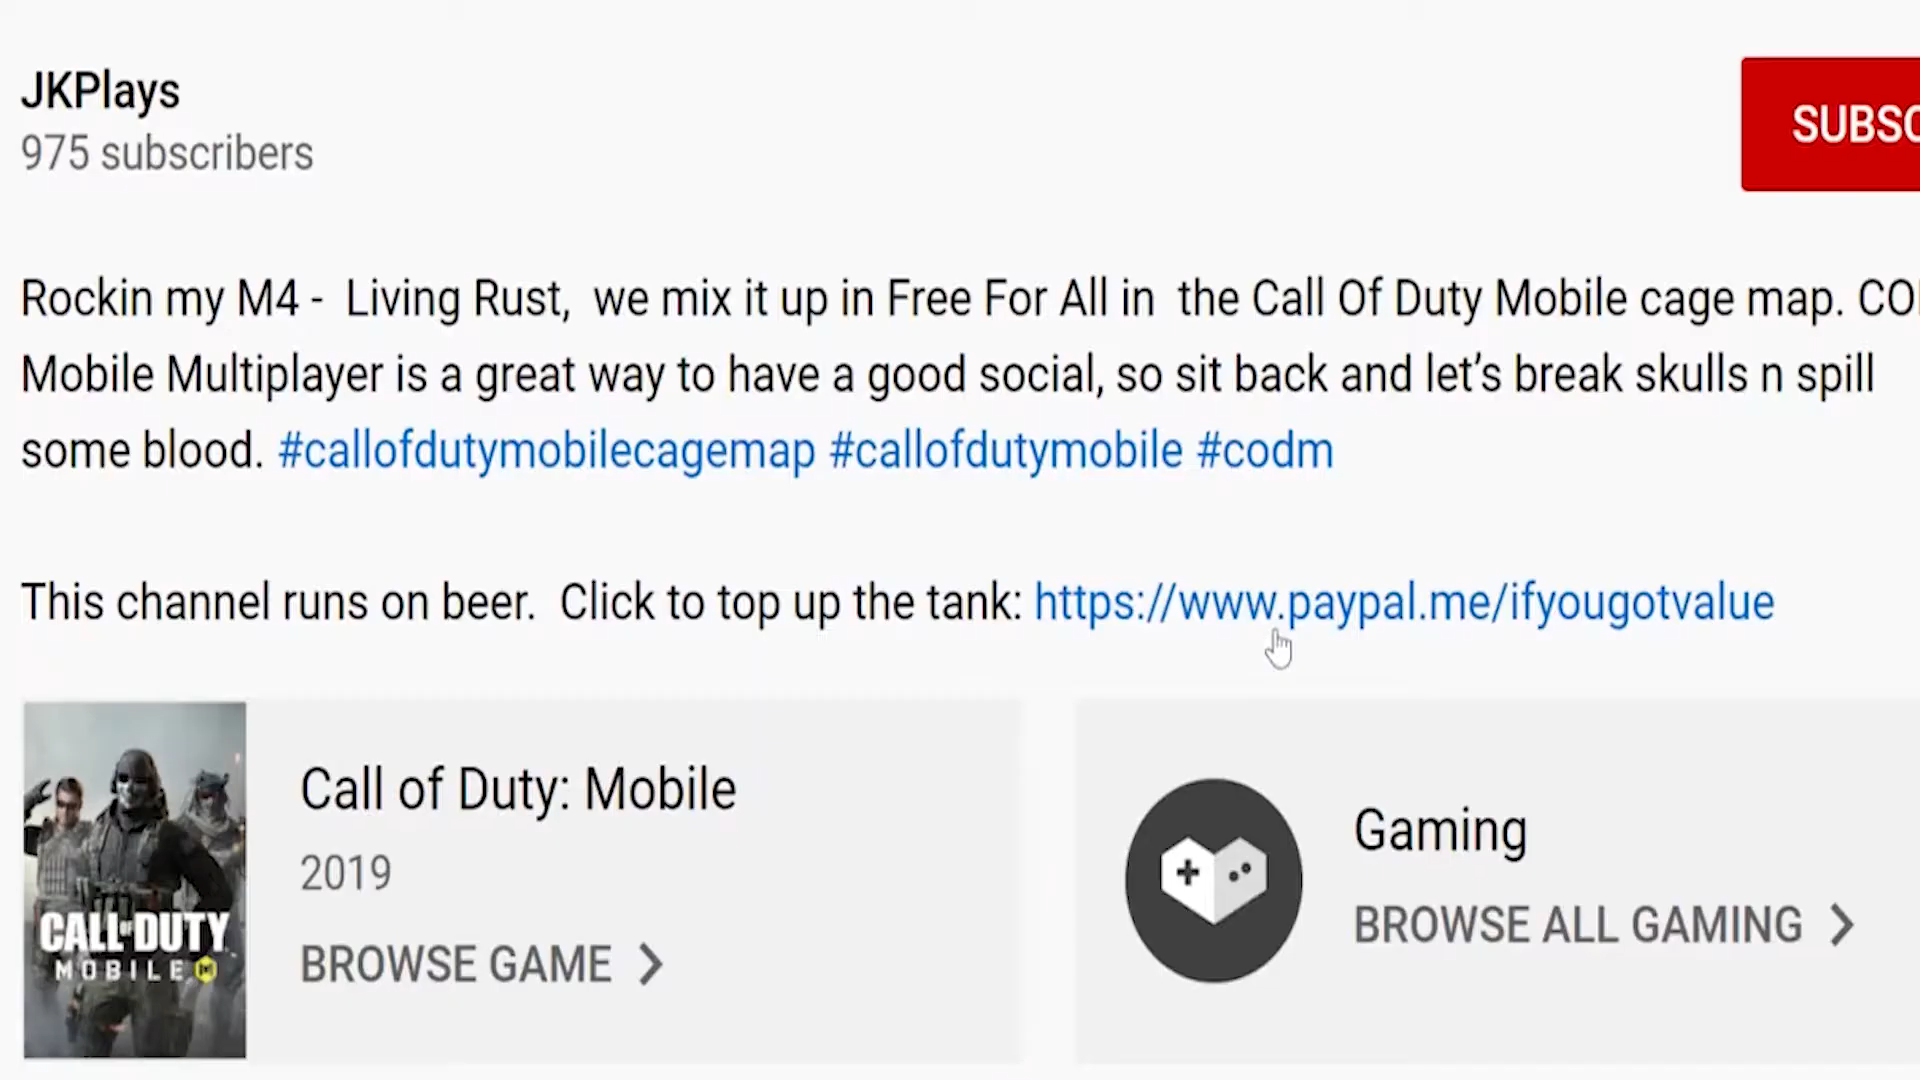 JKPlays
975 subscribers
SUBSC
Rockin my M4 -  Living Rust,  we mix it up in Free For All in  the Call Of Duty Mobile cage map. CO
Mobile Multiplayer is a great way to have a good social, so sit back and let’s break skulls n spill
some blood. #callofdutymobilecagemap #callofdutymobile #codm
This channel runs on beer.  Click to top up the tank: https://www.paypal.me/ifyougotvalue
Call of Duty: Mobile
2019
BROWSE GAME
CALL OF DUTY
MOBILE
Gaming
BROWSE ALL GAMING